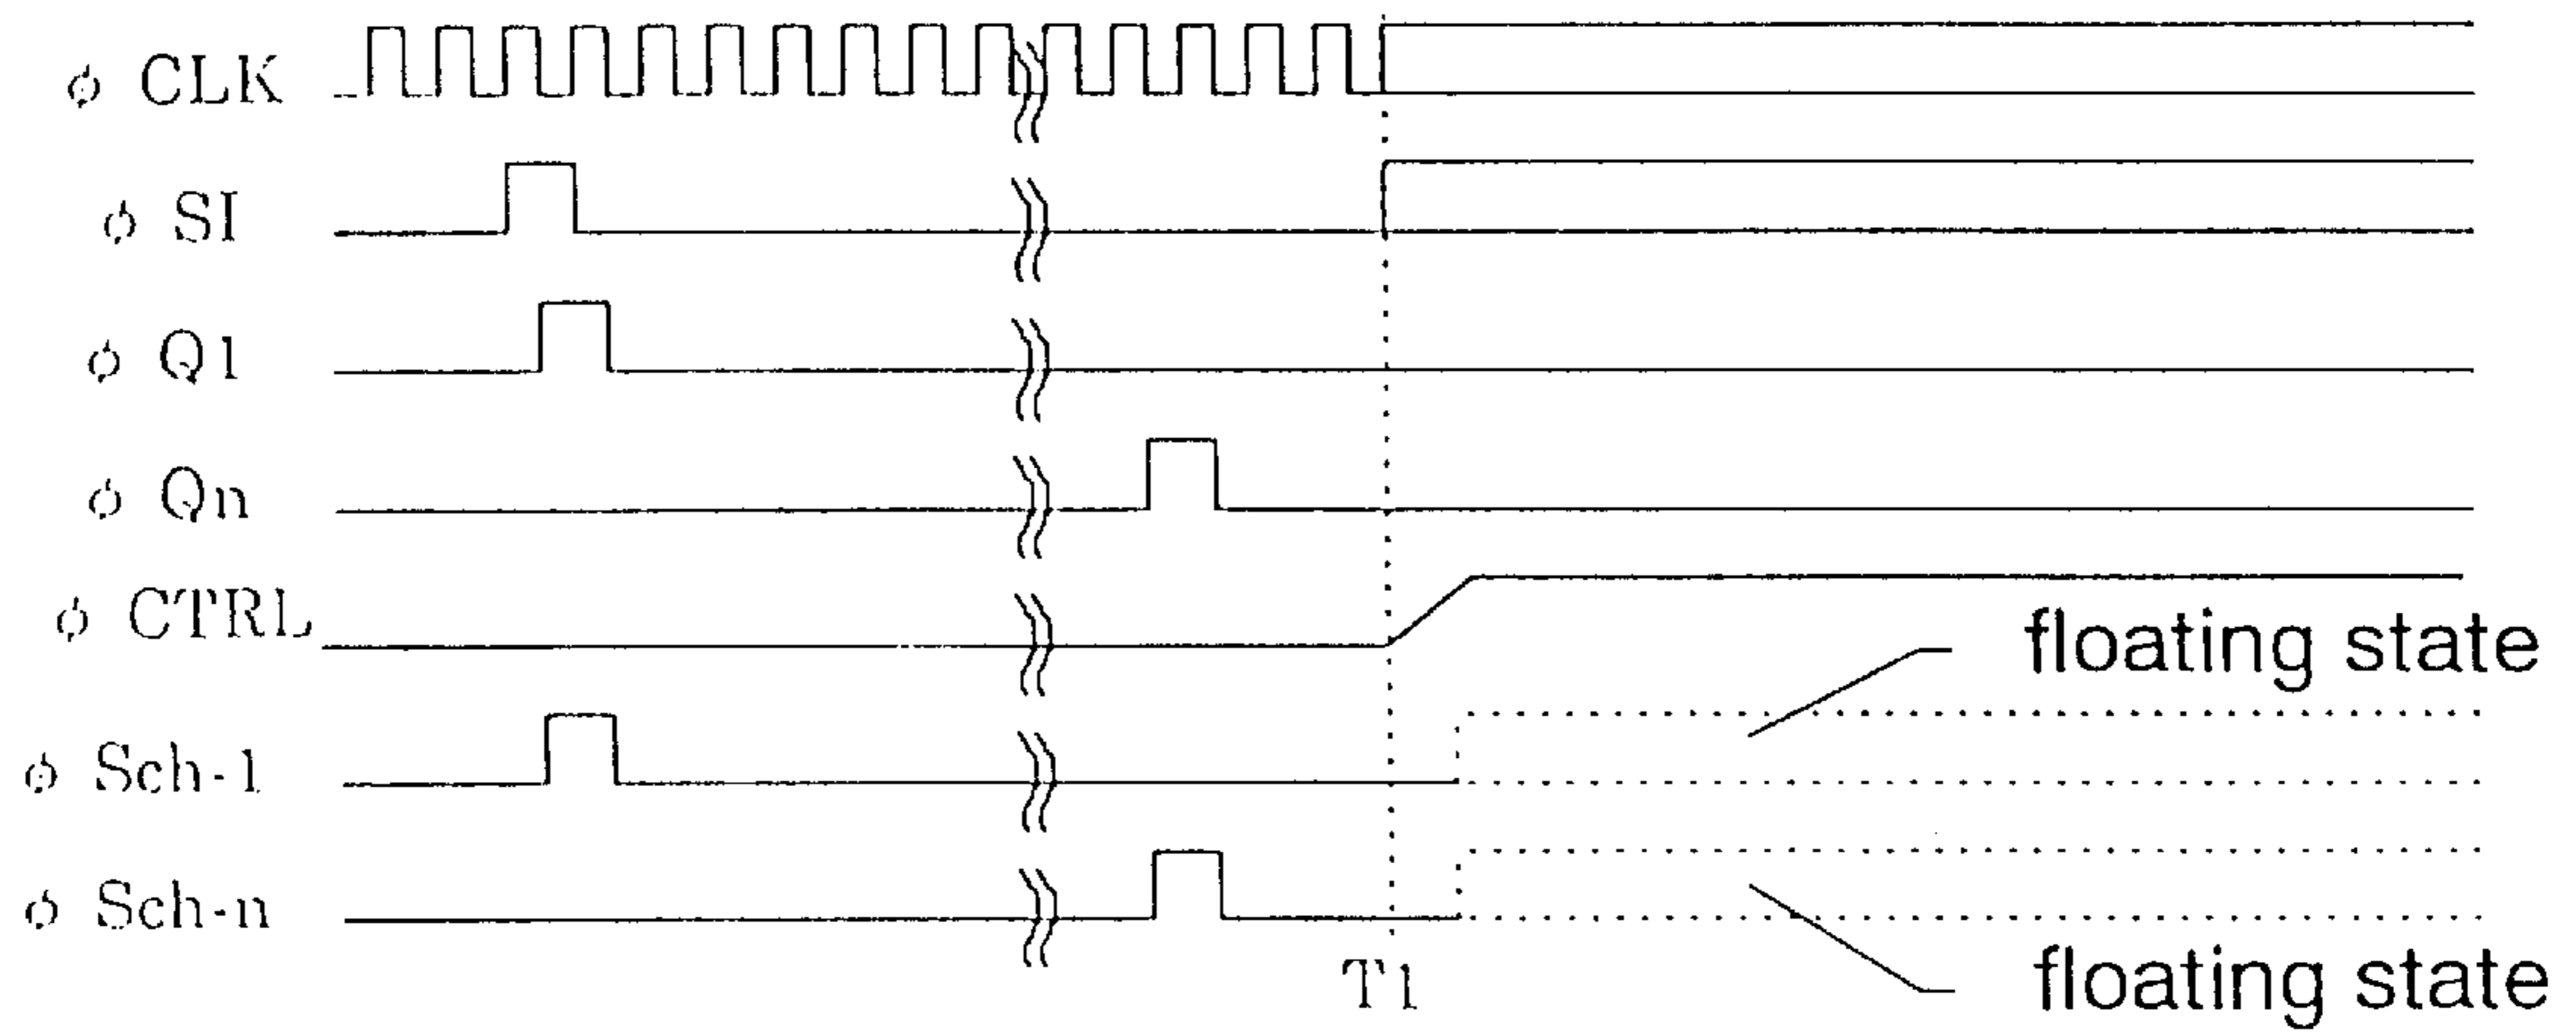 ϕ CLK
ϕ SI
ϕ Q1
ϕ Qn
ϕ CTRL
floating state
ϕ Sch-1
ϕ Sch-n
T1
floating state